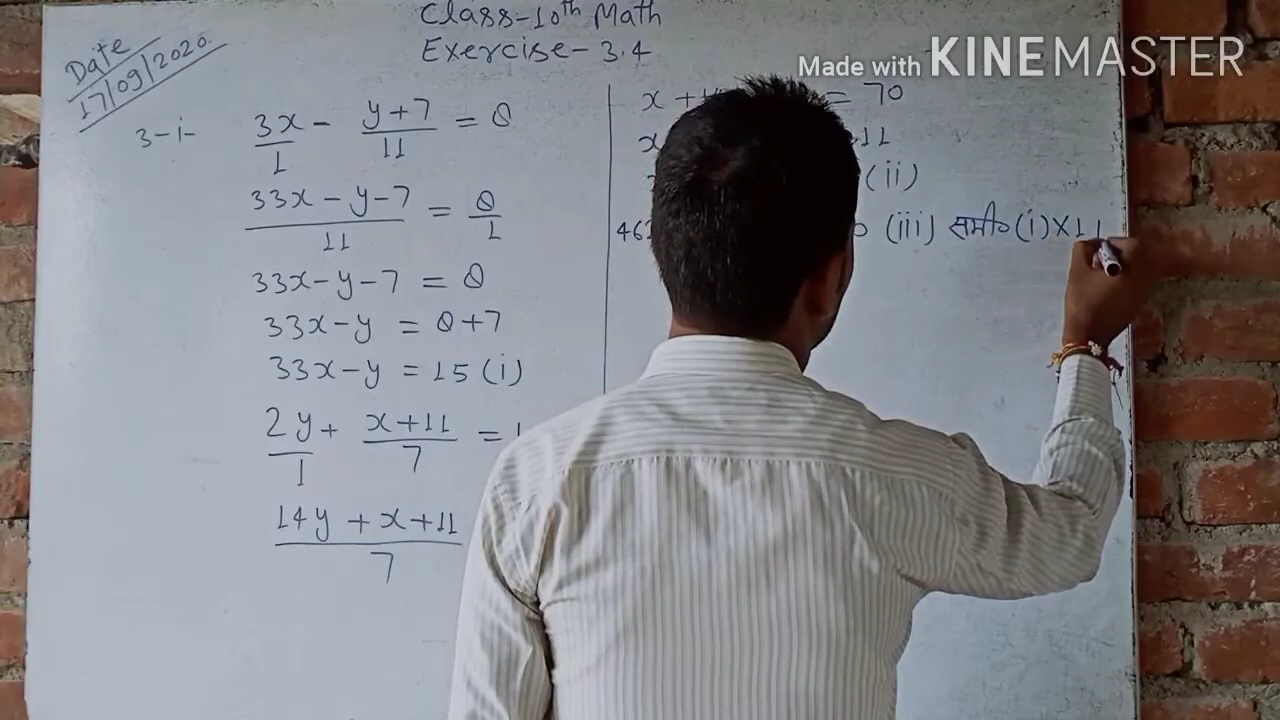 Class-10th Math
Exercise-3.4
Date
17/09/2020
Made with KINEMASTER
3-i- 3x/1 - y+7/11 = 8
33x-y-7/11 = 8/1
33x-y-7 = 8
33x-y = 8+7
33x-y = 15 (i)
2y/1 + x+11/7 =
14y+x+11/7
x + = 70
x 11
(ii)
(iii) समी० (i)X11